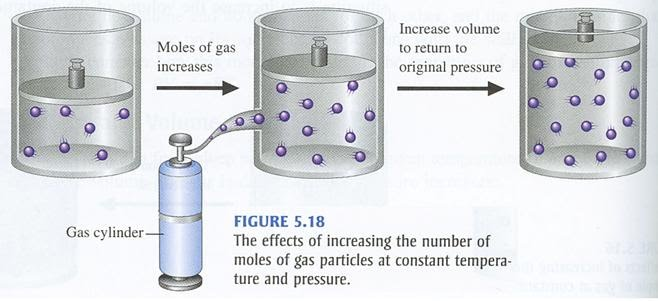 Moles of gas
increases
Increase volume
to return to
original pressure
Gas cylinder
FIGURE 5.18
The effects of increasing the number of
moles of gas particles at constant tempera-
ture and pressure.